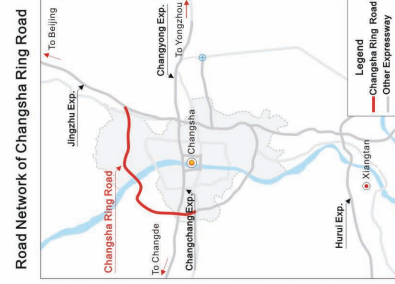 Road Network of Changsha Ring Road
To Beijing
Jingzhu Exp.
Changsha Ring Road
To Changde
Changyong Exp.
To Yongzhou
Changsha
Changchang Exp.
Hurui Exp.
Xiangtan
Legend
Changsha Ring Road
Other Expressway